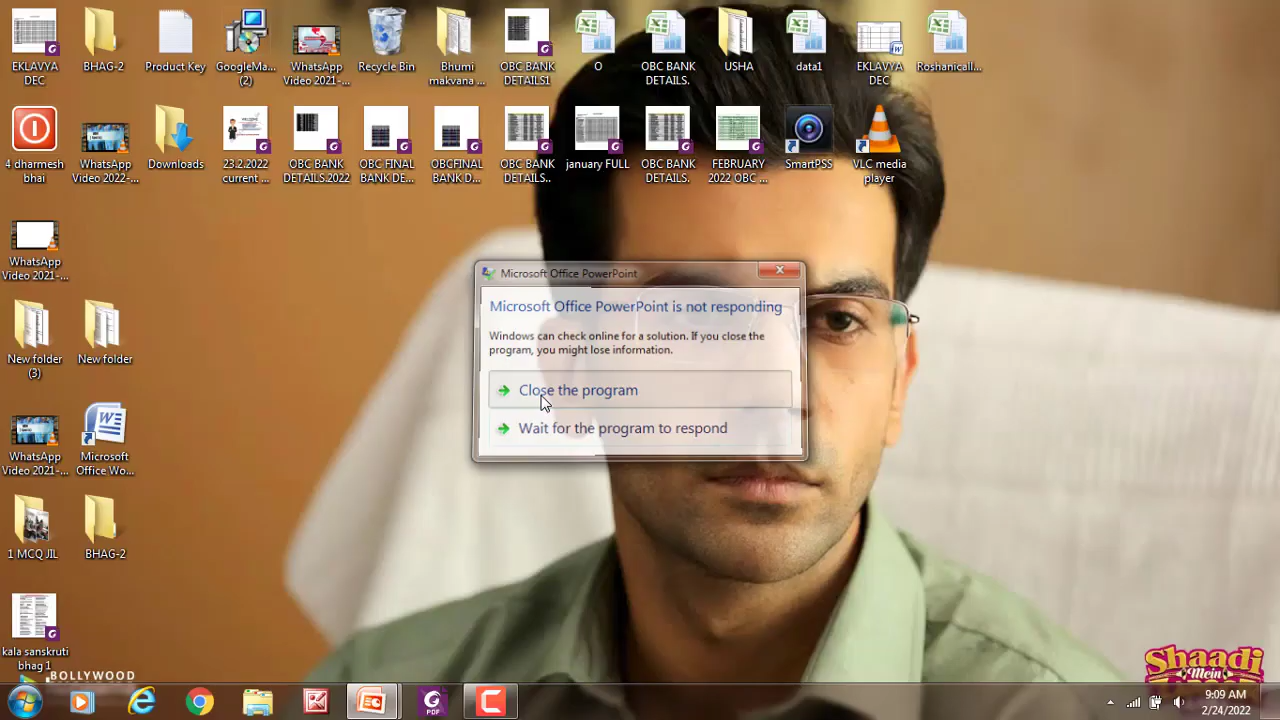 EKLAVYA
DEC
BHAG-2
Product Key
GoogleMa...
(2)
WhatsApp
Video 2021-...
Recycle Bin
Bhumi
makvana ...
OBC BANK
DETAILS1
O
OBC BANK
DETAILS.
USHA
data1
EKLAVYA
DEC
Roshanicall...
4 dharmesh
bhai
WhatsApp
Video 2022-...
Downloads
23.2.2022
current ...
OBC BANK
DETAILS.2022
OBC FINAL
BANK DE...
OBCFINAL
BANK D...
OBC BANK
DETAILS..
january FULL
OBC BANK
DETAILS.
FEBRUARY
2022 OBC ...
SmartPSS
VLC media
player
WhatsApp
Video 2021-...
New folder
(3)
New folder
WhatsApp
Video 2021-...
Microsoft
Office Wo...
1 MCQ JIL
BHAG-2
kala sanskruti
bhag 1
Microsoft Office PowerPoint
Microsoft Office PowerPoint is not responding
Windows can check online for a solution. If you close the
program, you might lose information.
Close the program
Wait for the program to respond
BOLLYWOOD
Shaadi
Mein
PDF
9:09 AM
2/24/2022